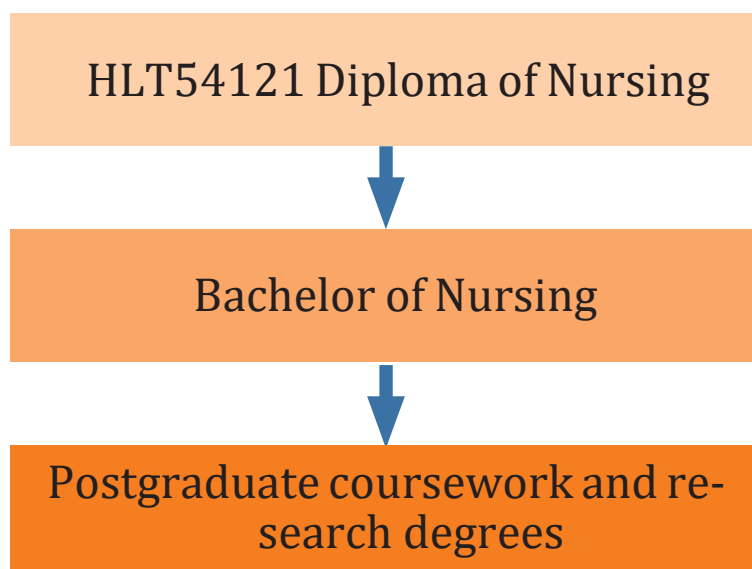 HLT54121 Diploma of Nursing
Bachelor of Nursing
Postgraduate coursework and re-
search degrees